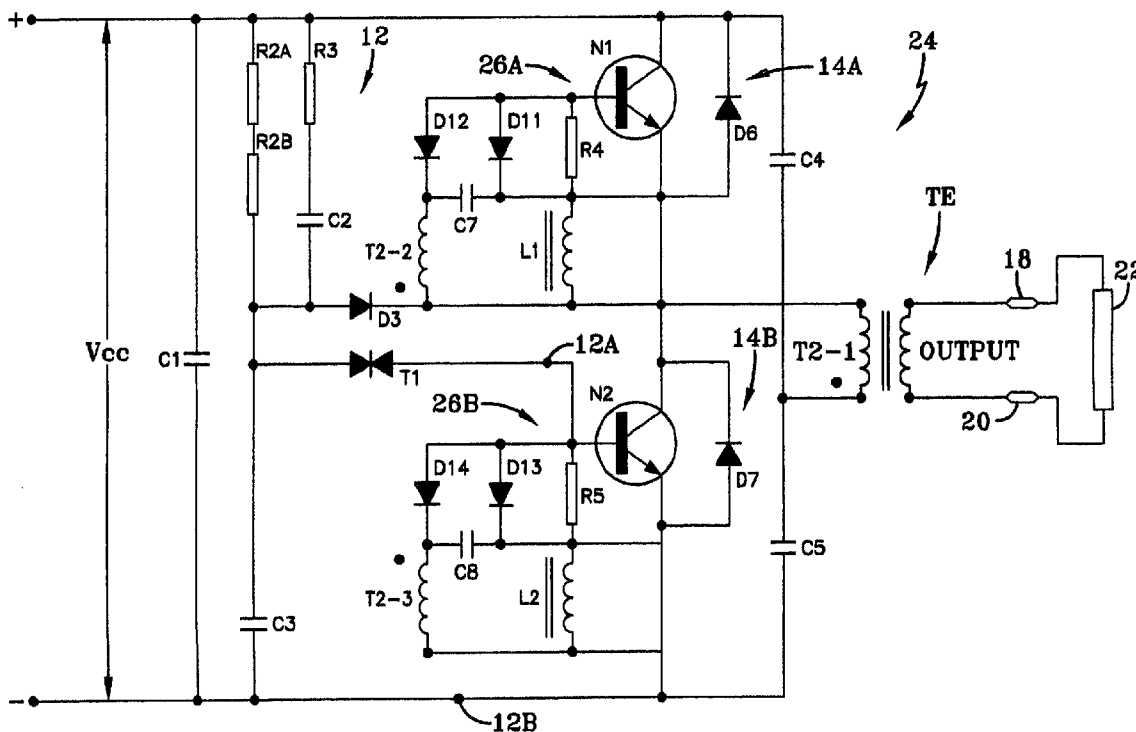 +
R2A
R3
12
N1
26A
14A
24
D12
D11
D6
R4
R2B
C4
C7
C2
TE
T2-2
L1
18
22
D3
Vcc
C1
12A
14B
T2-1
OUTPUT
T1
26B
N2
20
D14
D13
D7
R5
C8
C5
T2-3
L2
C3
-
12B